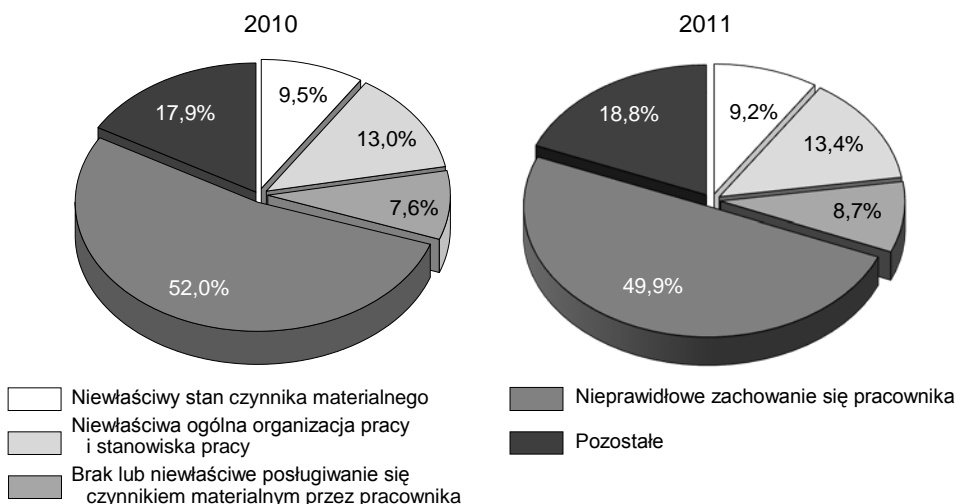 2010
9,5%
13,0%
7,6%
52,0%
17,9%
2011
9,2%
13,4%
8,7%
49,9%
18,8%
Niewłaściwy stan czynnika materialnego
Niewłaściwa ogólna organizacja pracy
i stanowiska pracy
Brak lub niewłaściwe posługiwanie się
czynnikiem materialnym przez pracownika
Nieprawidłowe zachowanie się pracownika
Pozostałe